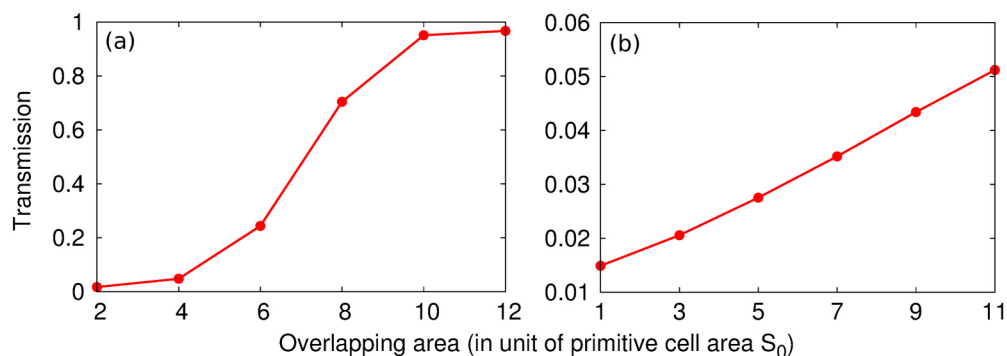 (a)
Transmission
1
0.8
0.6
0.4
0.2
0
2 4 6 8 10 12
(b)
0.06
0.05
0.04
0.03
0.02
0.01
1 3 5 7 9 11
Overlapping area (in unit of primitive cell area S₀)